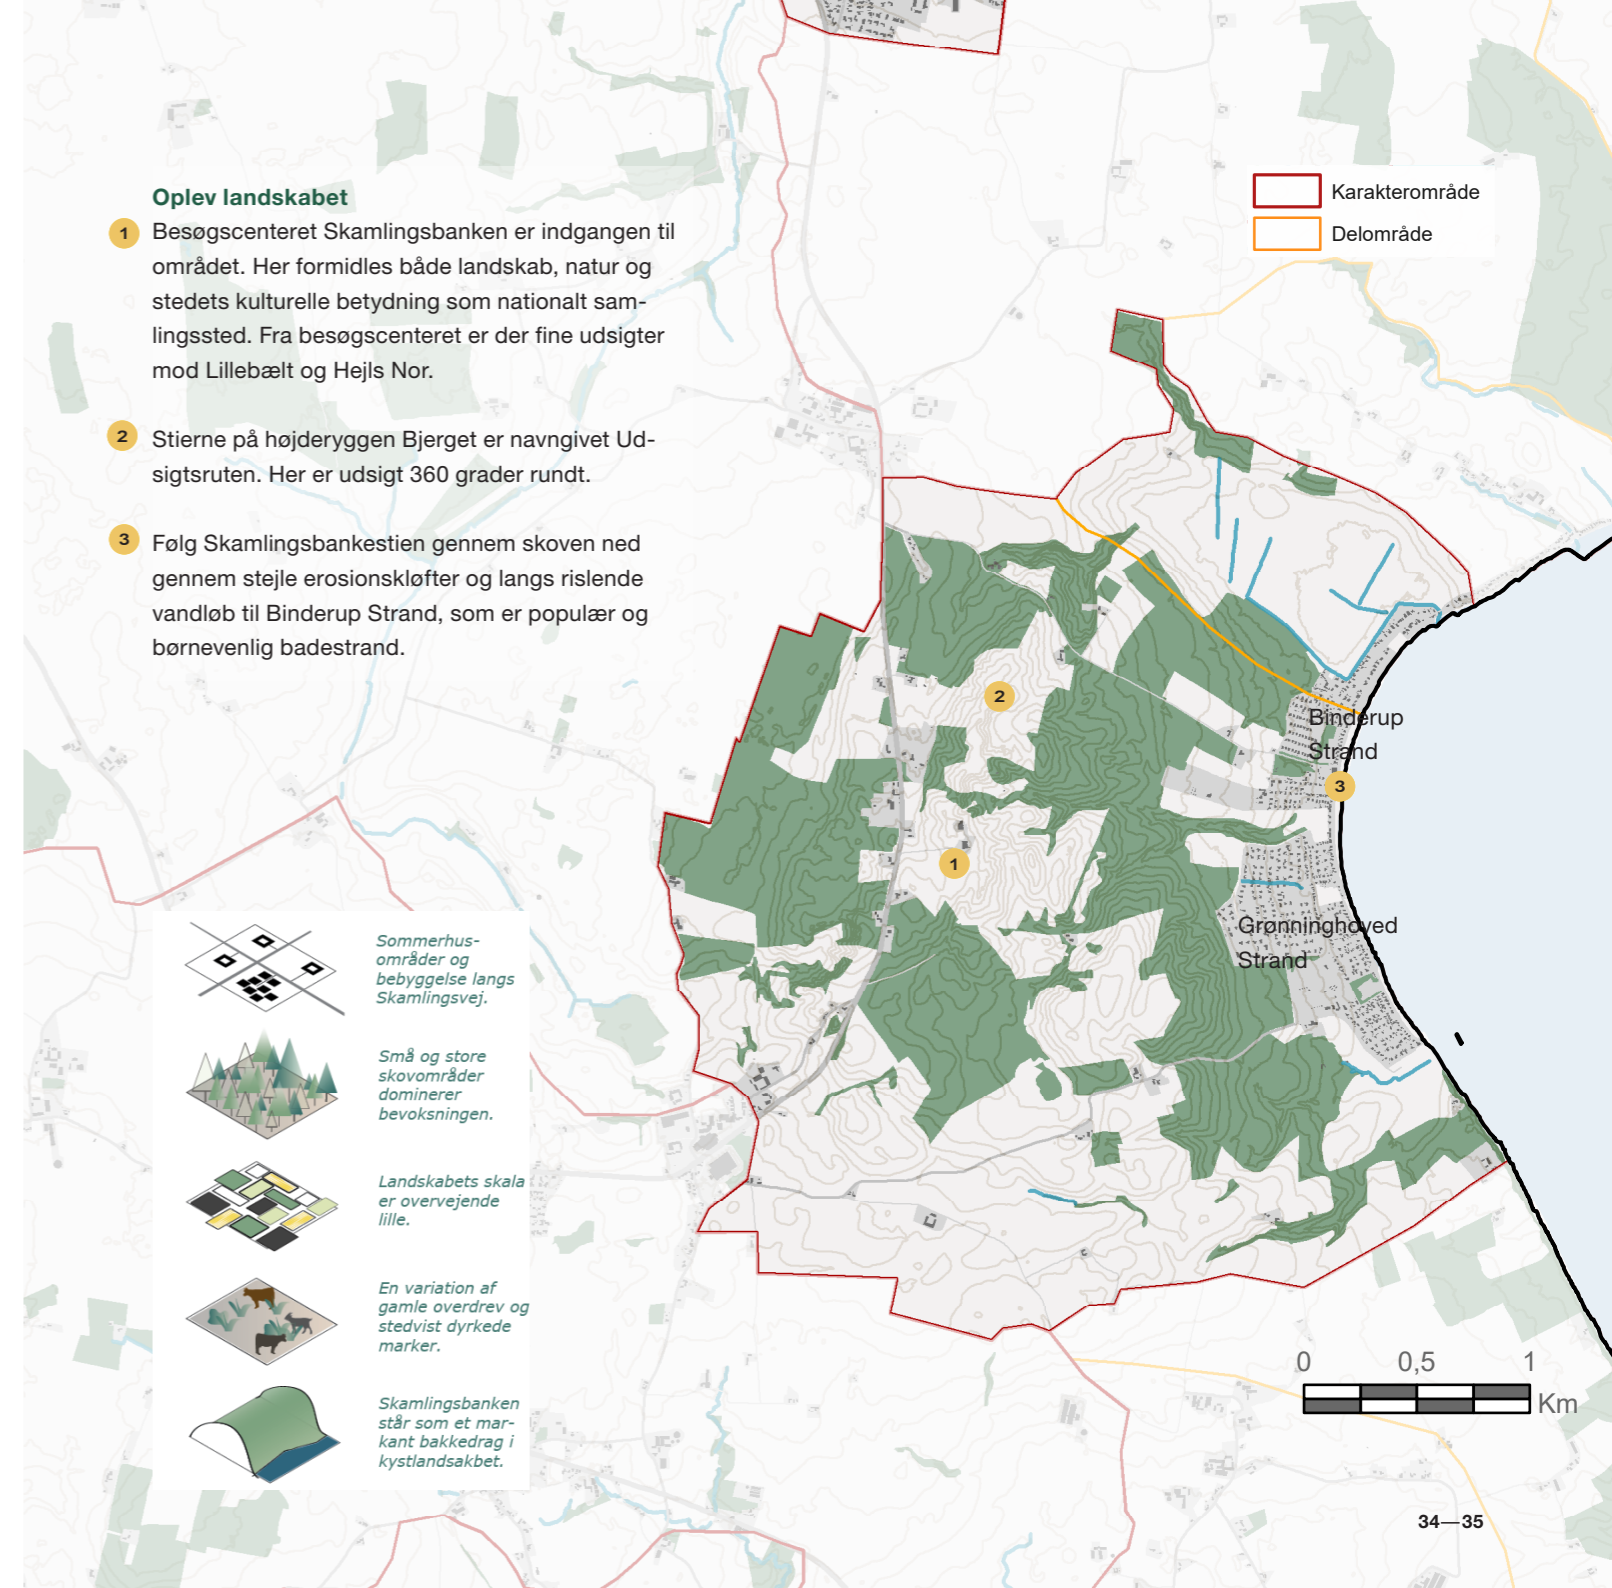 Oplev landskabet
1 Besøgscenteret Skamlingsbanken er indgangen til
området. Her formidles både landskab, natur og
stedets kulturelle betydning som nationalt sam-
lingssted. Fra besøgscenteret er der fine udsigter
mod Lillebælt og Hejls Nor.
2 Stierne på højderyggen Bjerget er navngivet Ud-
sigtsruten. Her er udsigt 360 grader rundt.
3 Følg Skamlingsbankestien gennem skoven ned
gennem stejle erosionskløfter og langs rislende
vandløb til Binderup Strand, som er populær og
børnevenlig badestrand.
Karakterområde
Delområde
2
Binderup
Strand
3
1
Grønninghoved
Strand
Sommerhus-
områder og
bebyggelse langs
Skamlingsvej.
Små og store
skovområder
dominerer
bevoksningen.
Landskabets skala
er overvejende
lille.
En variation af
gamle overdrev og
stedvist dyrkede
marker.
Skamlingsbanken
står som et mar-
kant bakkedrag i
kystlandsakbet.
0 0,5 1
Km
34—35